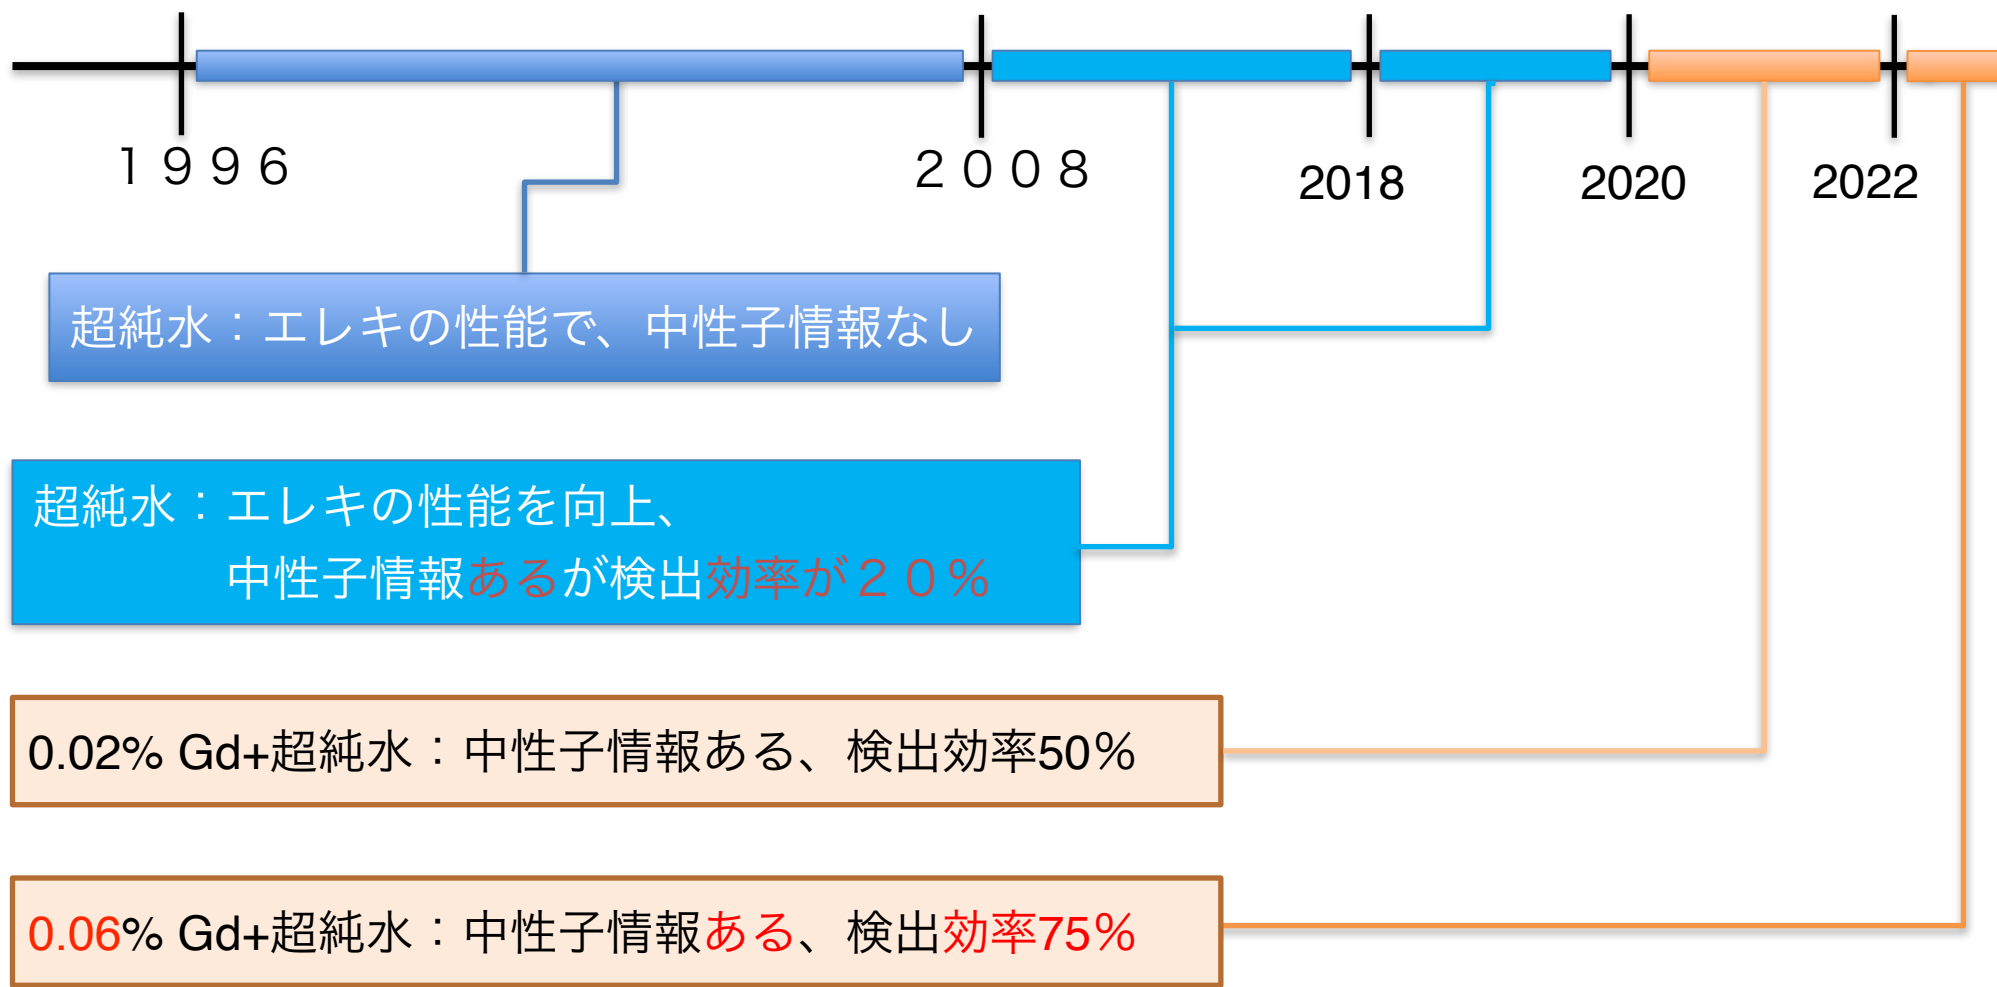 １９９６
２００８
2018
2020
2022
超純水：エレキの性能で、中性子情報なし
超純水：エレキの性能を向上、
中性子情報あるが検出効率が２０％
0.02% Gd+超純水：中性子情報ある、検出効率50％
0.06% Gd+超純水：中性子情報ある、検出効率75％